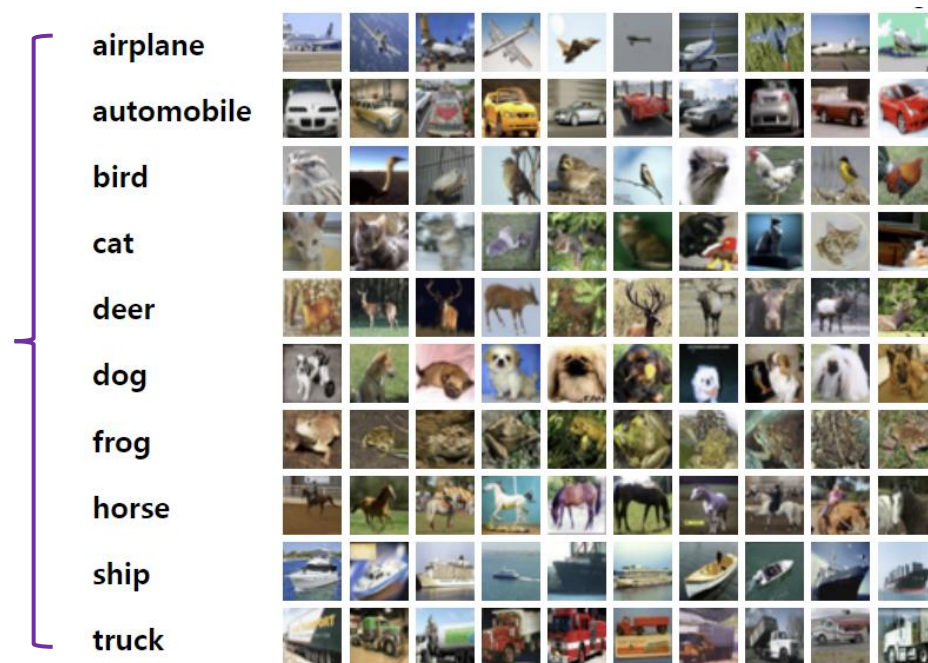 airplane
automobile
bird
cat
deer
dog
frog
horse
ship
truck